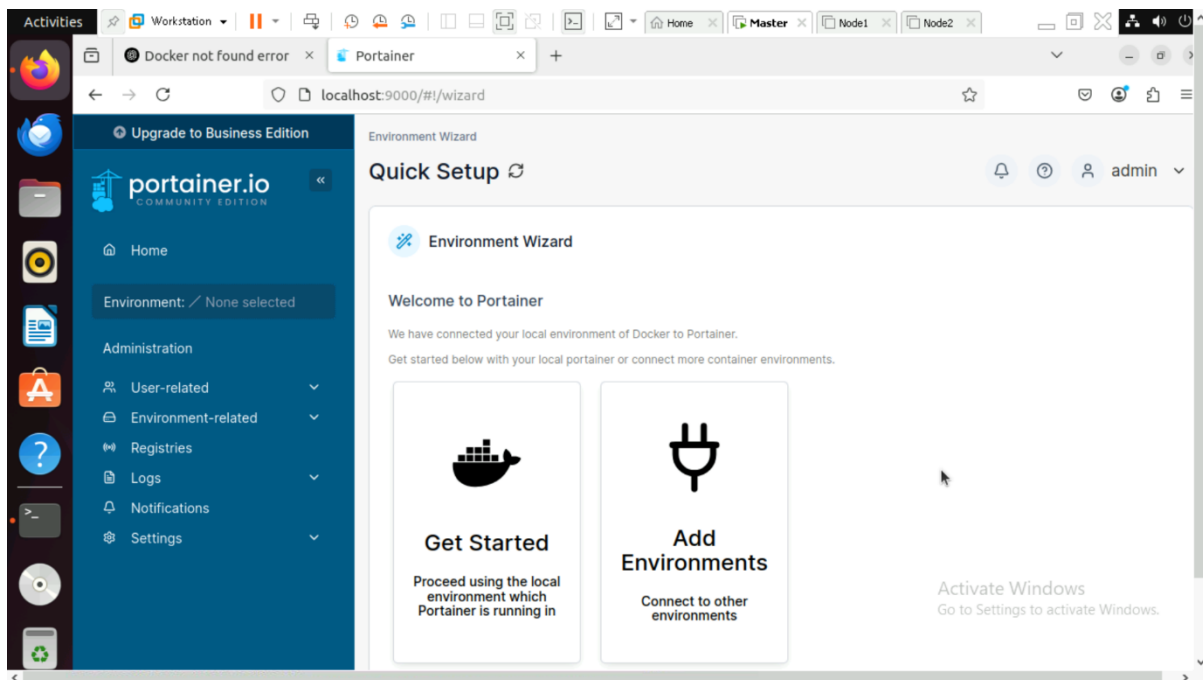 Activities Workstation Home Master Node1 Node2
Docker not found error Portainer
localhost:9000/#!/wizard
Upgrade to Business Edition
portainer.io
COMMUNITY EDITION
Home
Environment: None selected
Administration
User-related
Environment-related
Registries
Logs
Notifications
Settings
Environment Wizard
Quick Setup
admin
Environment Wizard
Welcome to Portainer
We have connected your local environment of Docker to Portainer.
Get started below with your local portainer or connect more container environments.
Get Started
Proceed using the local
environment which
Portainer is running in
Add
Environments
Connect to other
environments
Activate Windows
Go to Settings to activate Windows.